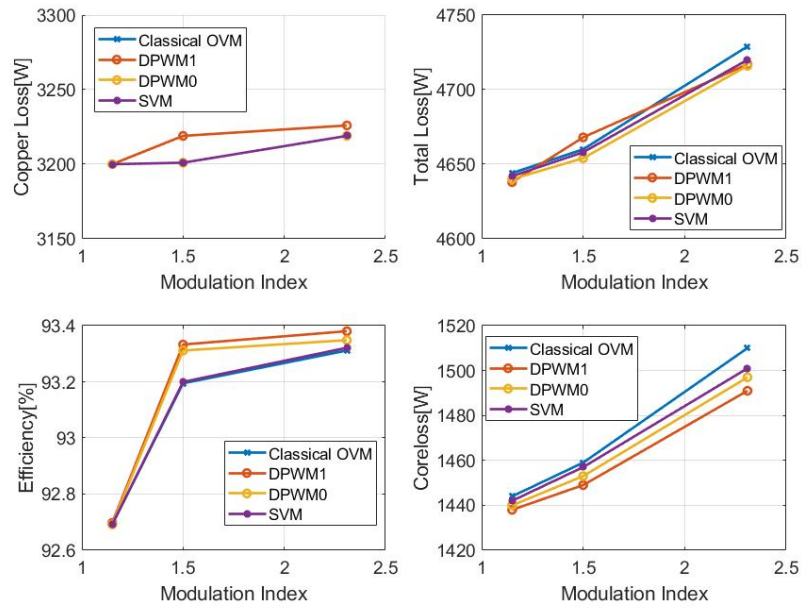 3300
3250
3200
3150
Copper Loss[W]
Classical OVM
DPWM1
DPWM0
SVM
1
1.5
2
2.5
Modulation Index
4750
4700
4650
4600
Total Loss[W]
Classical OVM
DPWM1
DPWM0
SVM
1
1.5
2
2.5
Modulation Index
93.4
93.2
93
92.8
92.6
Efficiency[%]
Classical OVM
DPWM1
DPWM0
SVM
1
1.5
2
2.5
Modulation Index
1520
1500
1480
1460
1440
1420
Coreloss[W]
Classical OVM
DPWM1
DPWM0
SVM
1
1.5
2
2.5
Modulation Index